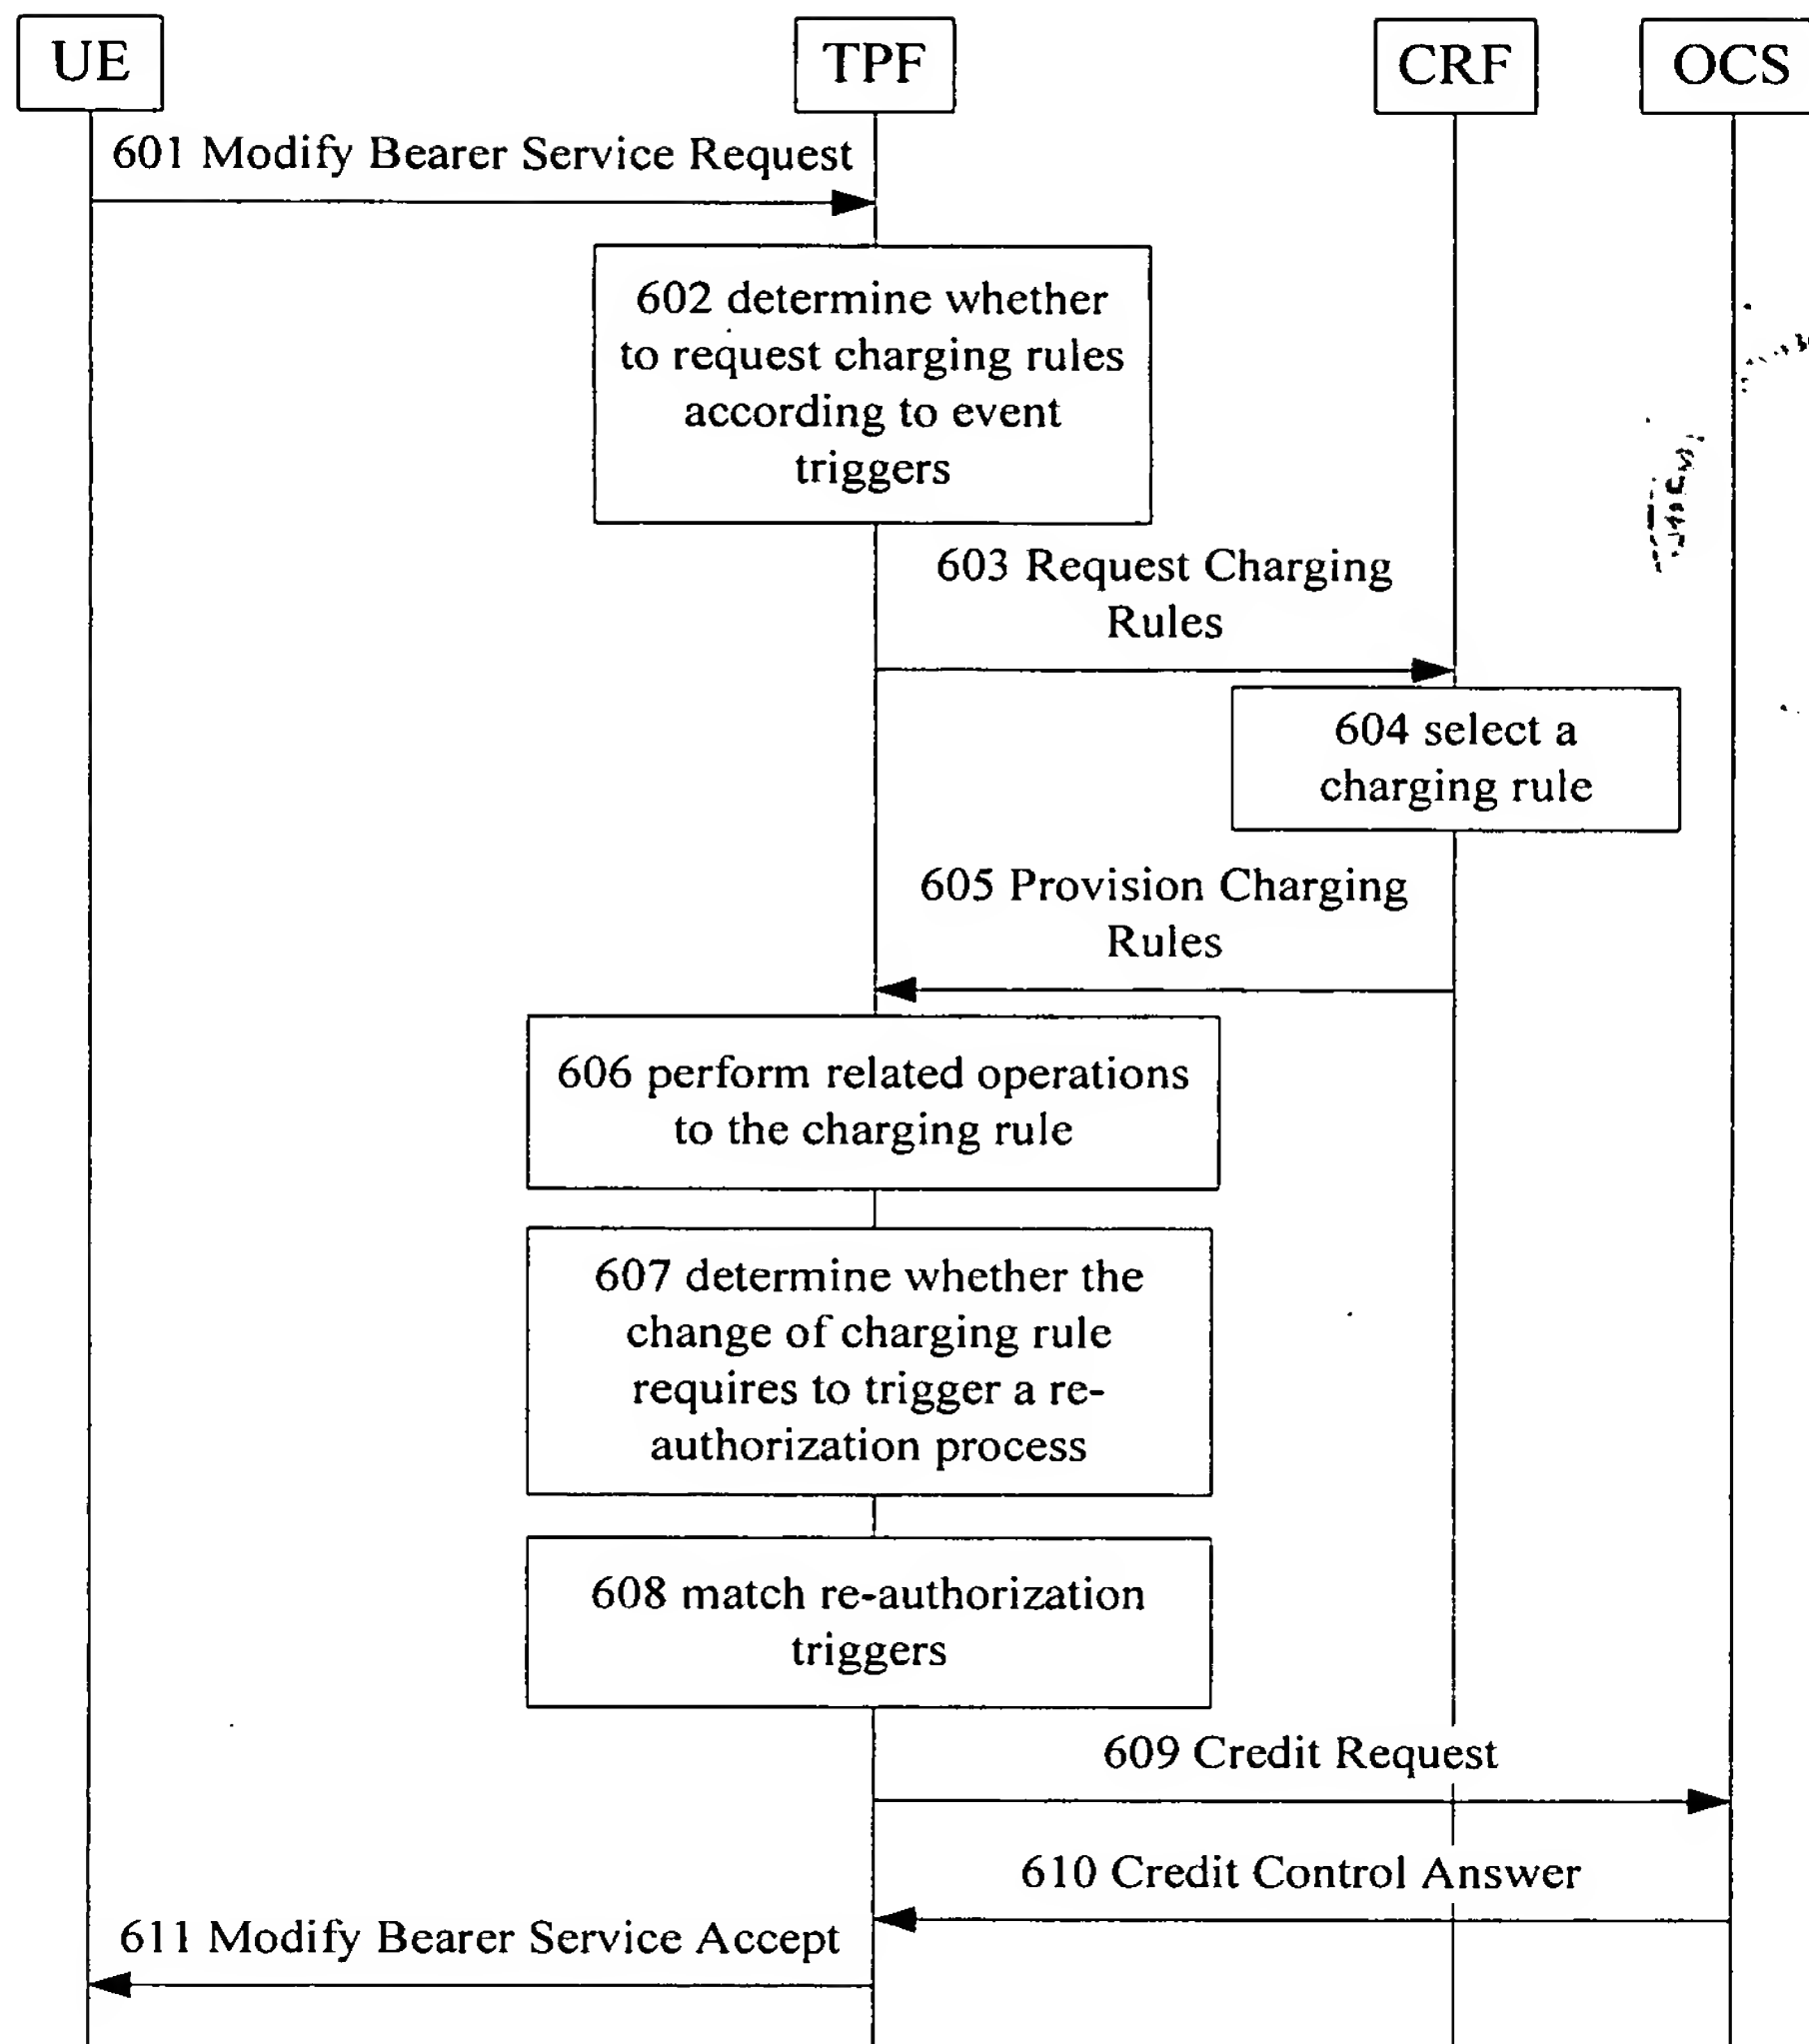 UE
TPF
CRF
OCS
601 Modify Bearer Service Request
602 determine whether
to request charging rules
according to event
triggers
603 Request Charging
Rules
604 select a
charging rule
605 Provision Charging
Rules
606 perform related operations
to the charging rule
607 determine whether the
change of charging rule
requires to trigger a re-
authorization process
608 match re-authorization
triggers
609 Credit Request
610 Credit Control Answer
611 Modify Bearer Service Accept